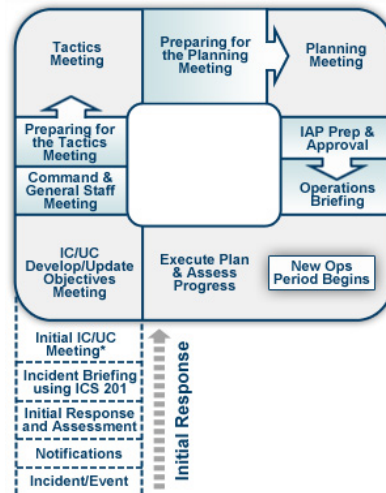 Tactics
Meeting
Preparing for
the Planning
Meeting
Planning
Meeting
Preparing for
the Tactics
Meeting
IAP Prep &
Approval
Command &
General Staff
Meeting
Operations
Briefing
IC/UC
Develop/Update
Objectives
Meeting
Execute Plan
& Assess
Progress
New Ops
Period Begins
Initial IC/UC
Meeting*
Incident Briefing
using ICS 201
Initial Response
and Assessment
Notifications
Incident/Event
Initial Response